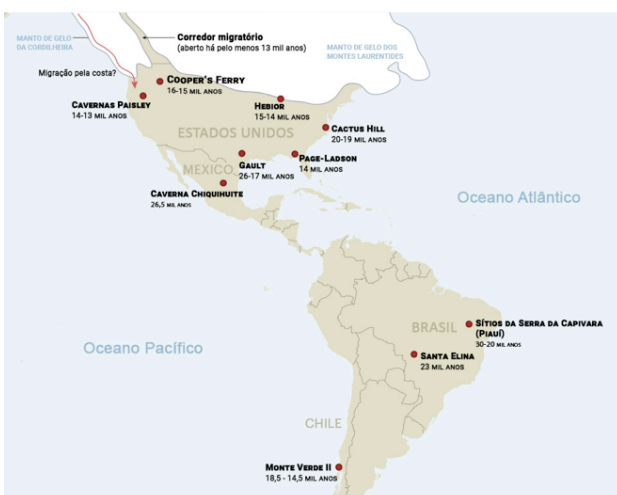 MANTO DE GELO
DA CORDILHEIRA
Corredor migratório
(aberto há pelo menos 13 mil anos)
MANTO DE GELO DOS
MONTES LAURENTIDES
Migração pela costa?
COOPER'S FERRY
16-15 MIL ANOS
CAVERNAS PAISLEY
14-13 MIL ANOS
HEBIOR
15-14 MIL ANOS
ESTADOS UNIDOS
CACTUS HILL
20-19 MIL ANOS
MEXICO
GAULT
26-17 MIL ANOS
PAGE-LADSON
14 MIL ANOS
CAVERNA CHIQUIHUITE
26,5 MIL ANOS
Oceano Atlântico
Oceano Pacífico
BRASIL
SÍTIOS DA SERRA DA CAPIVARA
(PIAUÍ)
30-20 MIL ANOS
SANTA ELINA
23 MIL ANOS
CHILE
MONTE VERDE II
18,5 - 14,5 MIL ANOS